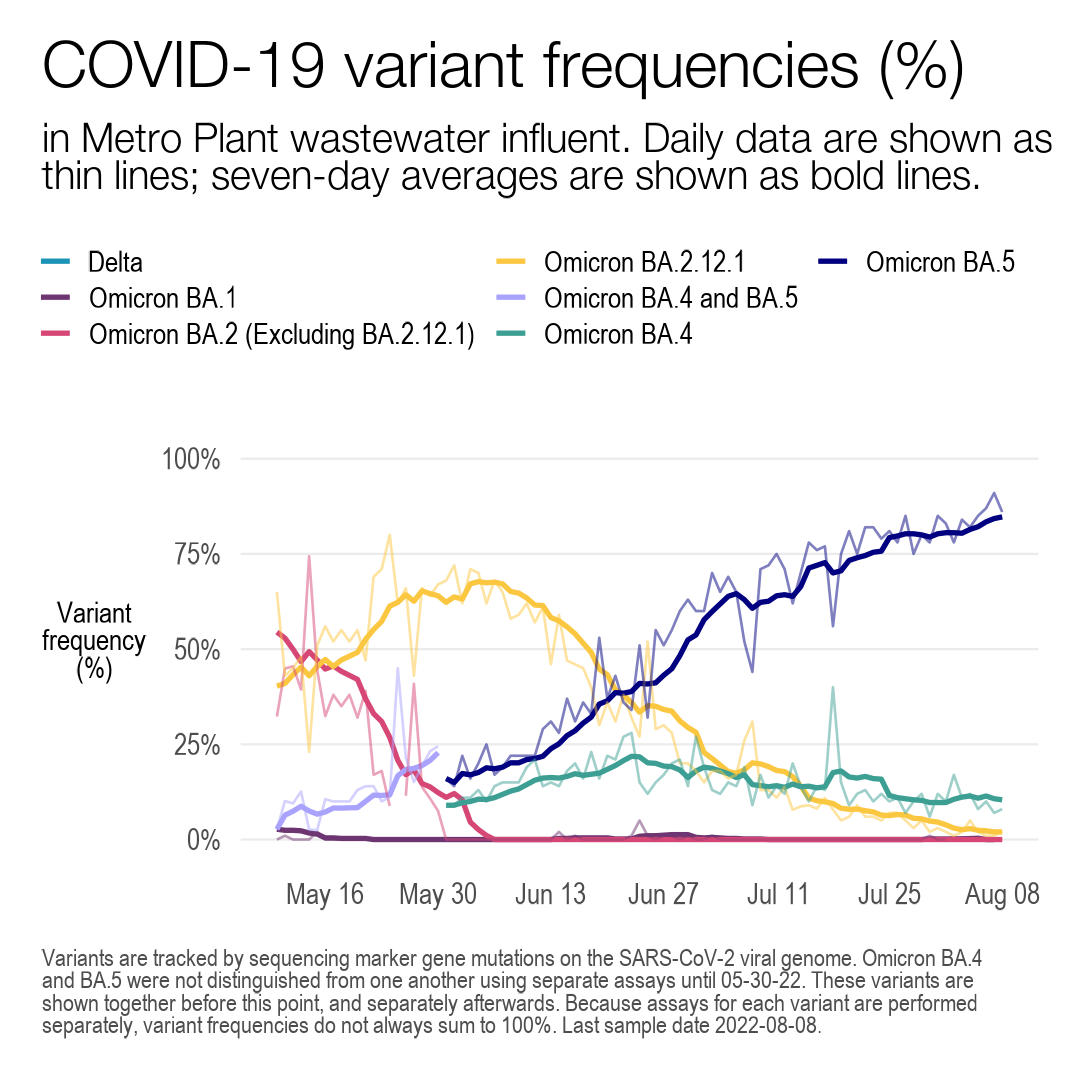 COVID-19 variant frequencies (%)
in Metro Plant wastewater influent. Daily data are shown as
thin lines; seven-day averages are shown as bold lines.
Delta
Omicron BA.1
Omicron BA.2 (Excluding BA.2.12.1)
Omicron BA.2.12.1
Omicron BA.4 and BA.5
Omicron BA.4
Omicron BA.5
Variant
frequency
(%)
100%
75%
50%
25%
0%
May 16
May 30
Jun 13
Jun 27
Jul 11
Jul 25
Aug 08
Variants are tracked by sequencing marker gene mutations on the SARS-CoV-2 viral genome. Omicron BA.4
and BA.5 were not distinguished from one another using separate assays until 05-30-22. These variants are
shown together before this point, and separately afterwards. Because assays for each variant are performed
separately, variant frequencies do not always sum to 100%. Last sample date 2022-08-08.